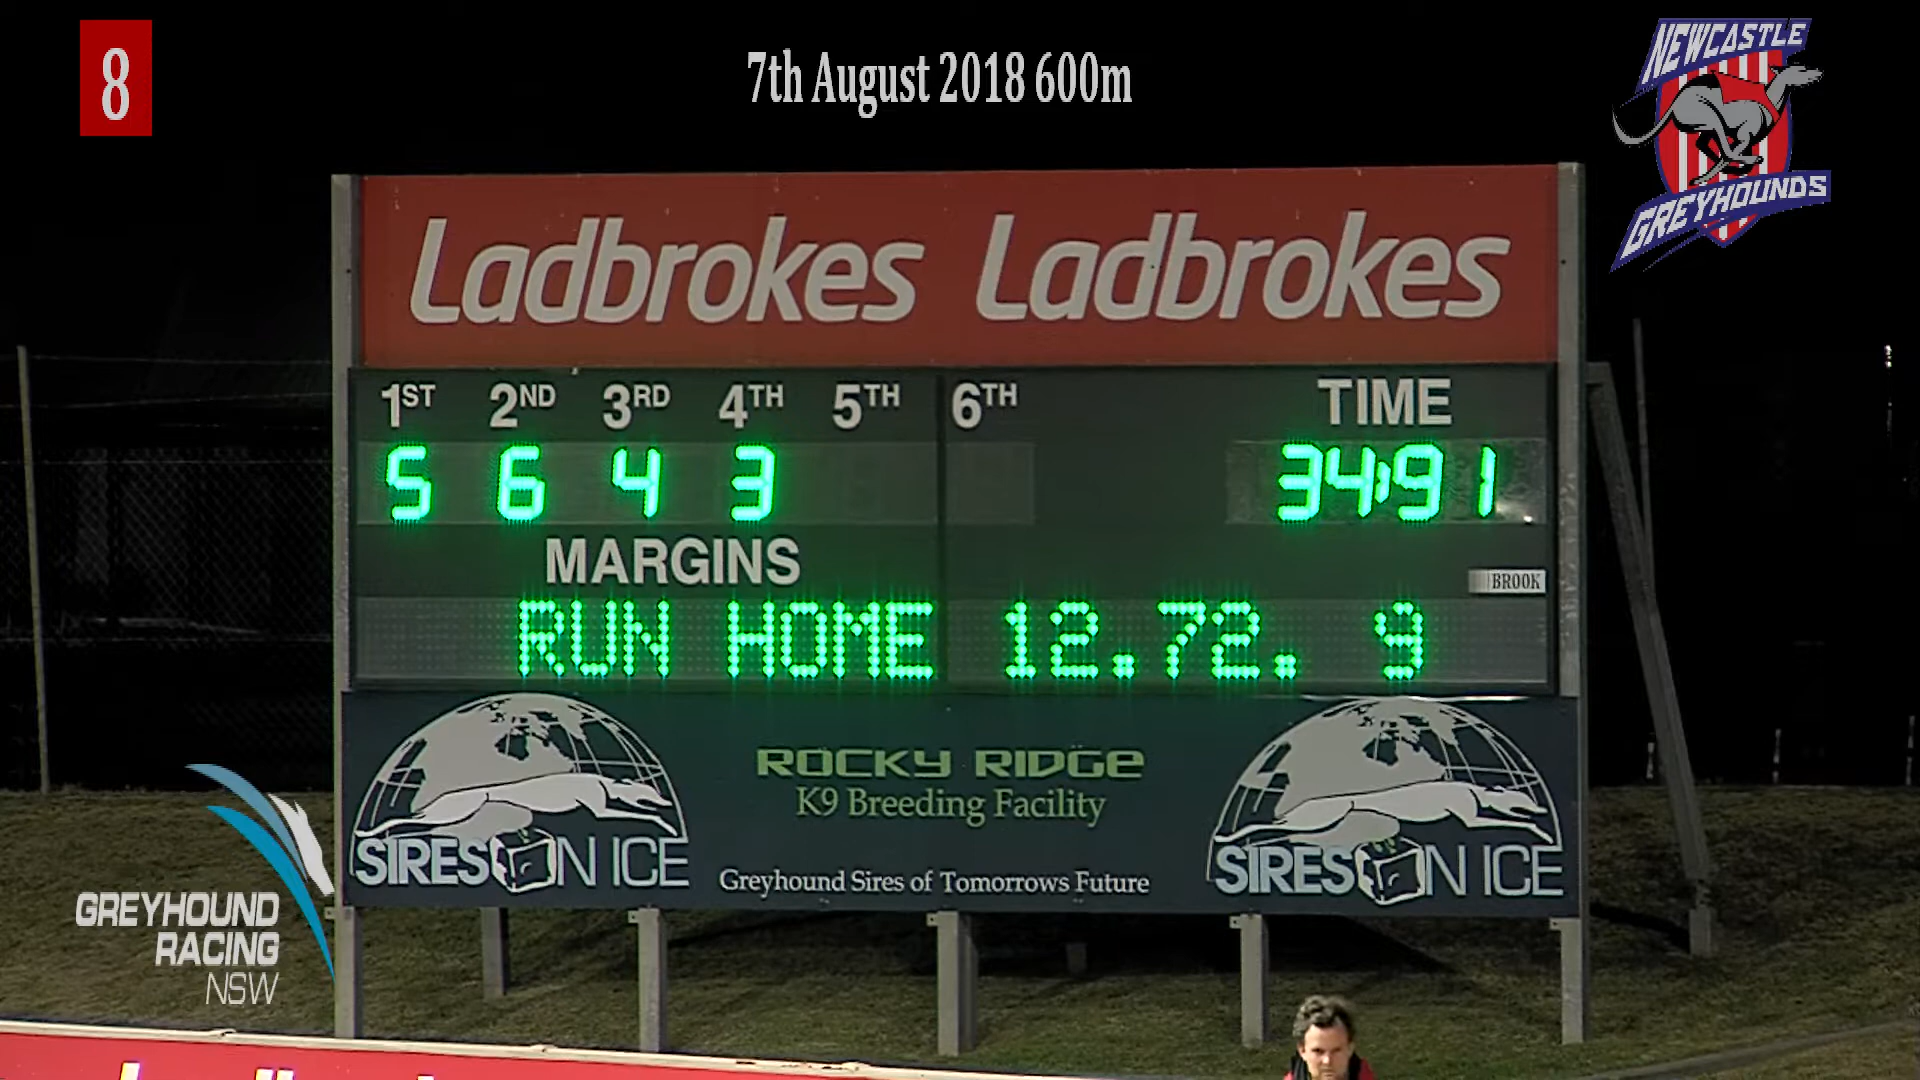 8
7th August 2018 600m
NEWCASTLE
GREYHOUNDS
Ladbrokes Ladbrokes
1ST 2ND 3RD 4TH 5TH 6TH TIME
5 6 4 3 34:91
MARGINS
BROOK
RUN HOME 12.72. 9
ROCKY RIDGE
K9 Breeding Facility
SIRES ON ICE
Greyhound Sires of Tomorrows Future
SIRES ON ICE
GREYHOUND
RACING
NSW